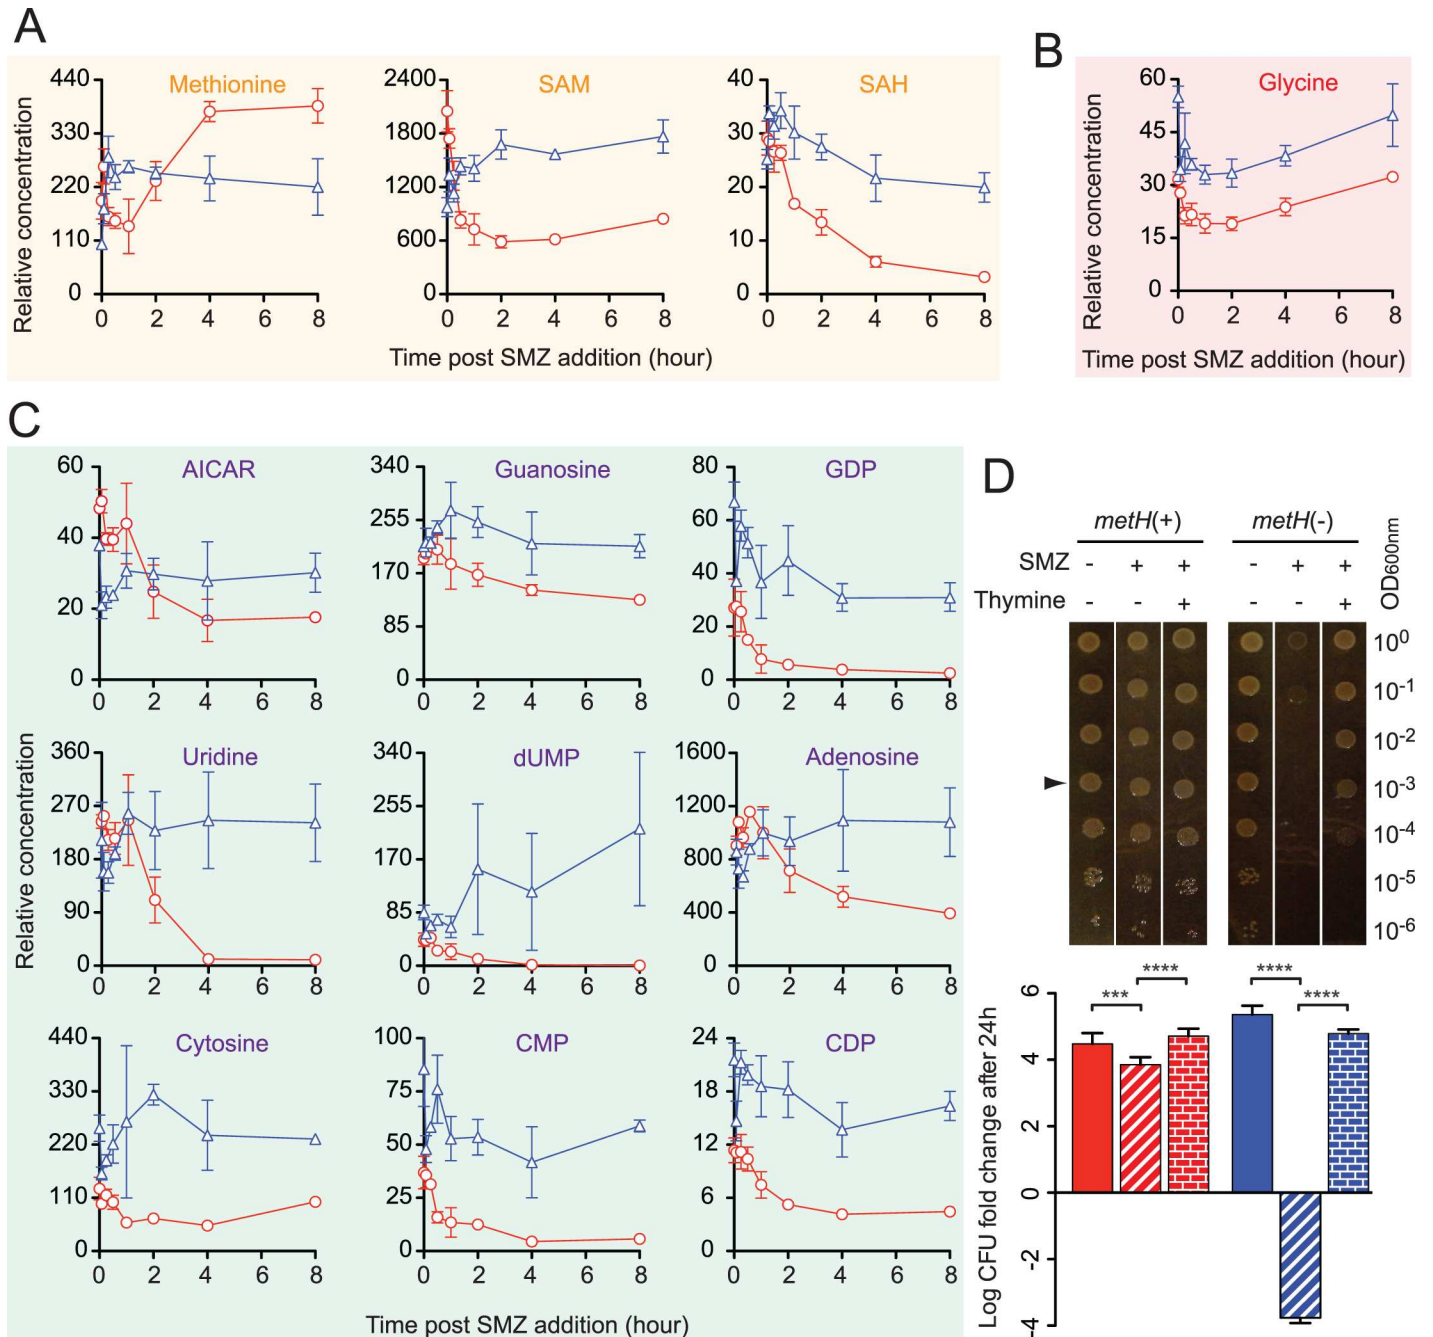 A
Methionine
SAM
SAH
Relative concentration
440
330
220
110
0
0 2 4 6 8
2400
1800
1200
600
0
0 2 4 6 8
40
30
20
10
0
0 2 4 6 8
Time post SMZ addition (hour)
B
Glycine
Relative concentration
60
45
30
15
0
0 2 4 6 8
Time post SMZ addition (hour)
C
Relative concentration
AICAR
60
40
20
0
0 2 4 6 8
Guanosine
340
255
170
85
0
0 2 4 6 8
GDP
80
60
40
20
0
0 2 4 6 8
Uridine
360
270
180
90
0
0 2 4 6 8
dUMP
340
255
170
85
0
0 2 4 6 8
Adenosine
1600
1200
800
400
0
0 2 4 6 8
Cytosine
440
330
220
110
0
0 2 4 6 8
CMP
100
75
50
25
0
0 2 4 6 8
CDP
24
18
12
6
0
0 2 4 6 8
Time post SMZ addition (hour)
D
metH(+) metH(-)
SMZ - + + - + +
Thymine - - + - - +
OD600nm
10⁰
10⁻¹
10⁻²
10⁻³
10⁻⁴
10⁻⁵
10⁻⁶
Log CFU fold change after 24h
6
4
2
0
-2
-4
*** **** **** ****